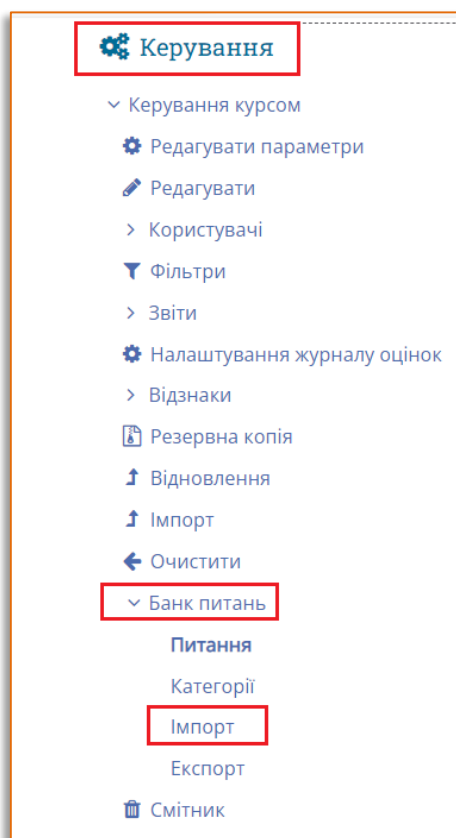 Керування
Керування курсом
Редагувати параметри
Редагувати
Користувачі
Фільтри
Звіти
Налаштування журналу оцінок
Відзнаки
Резервна копія
Відновлення
Імпорт
Очистити
Банк питань
Питання
Категорії
Імпорт
Експорт
Смітник